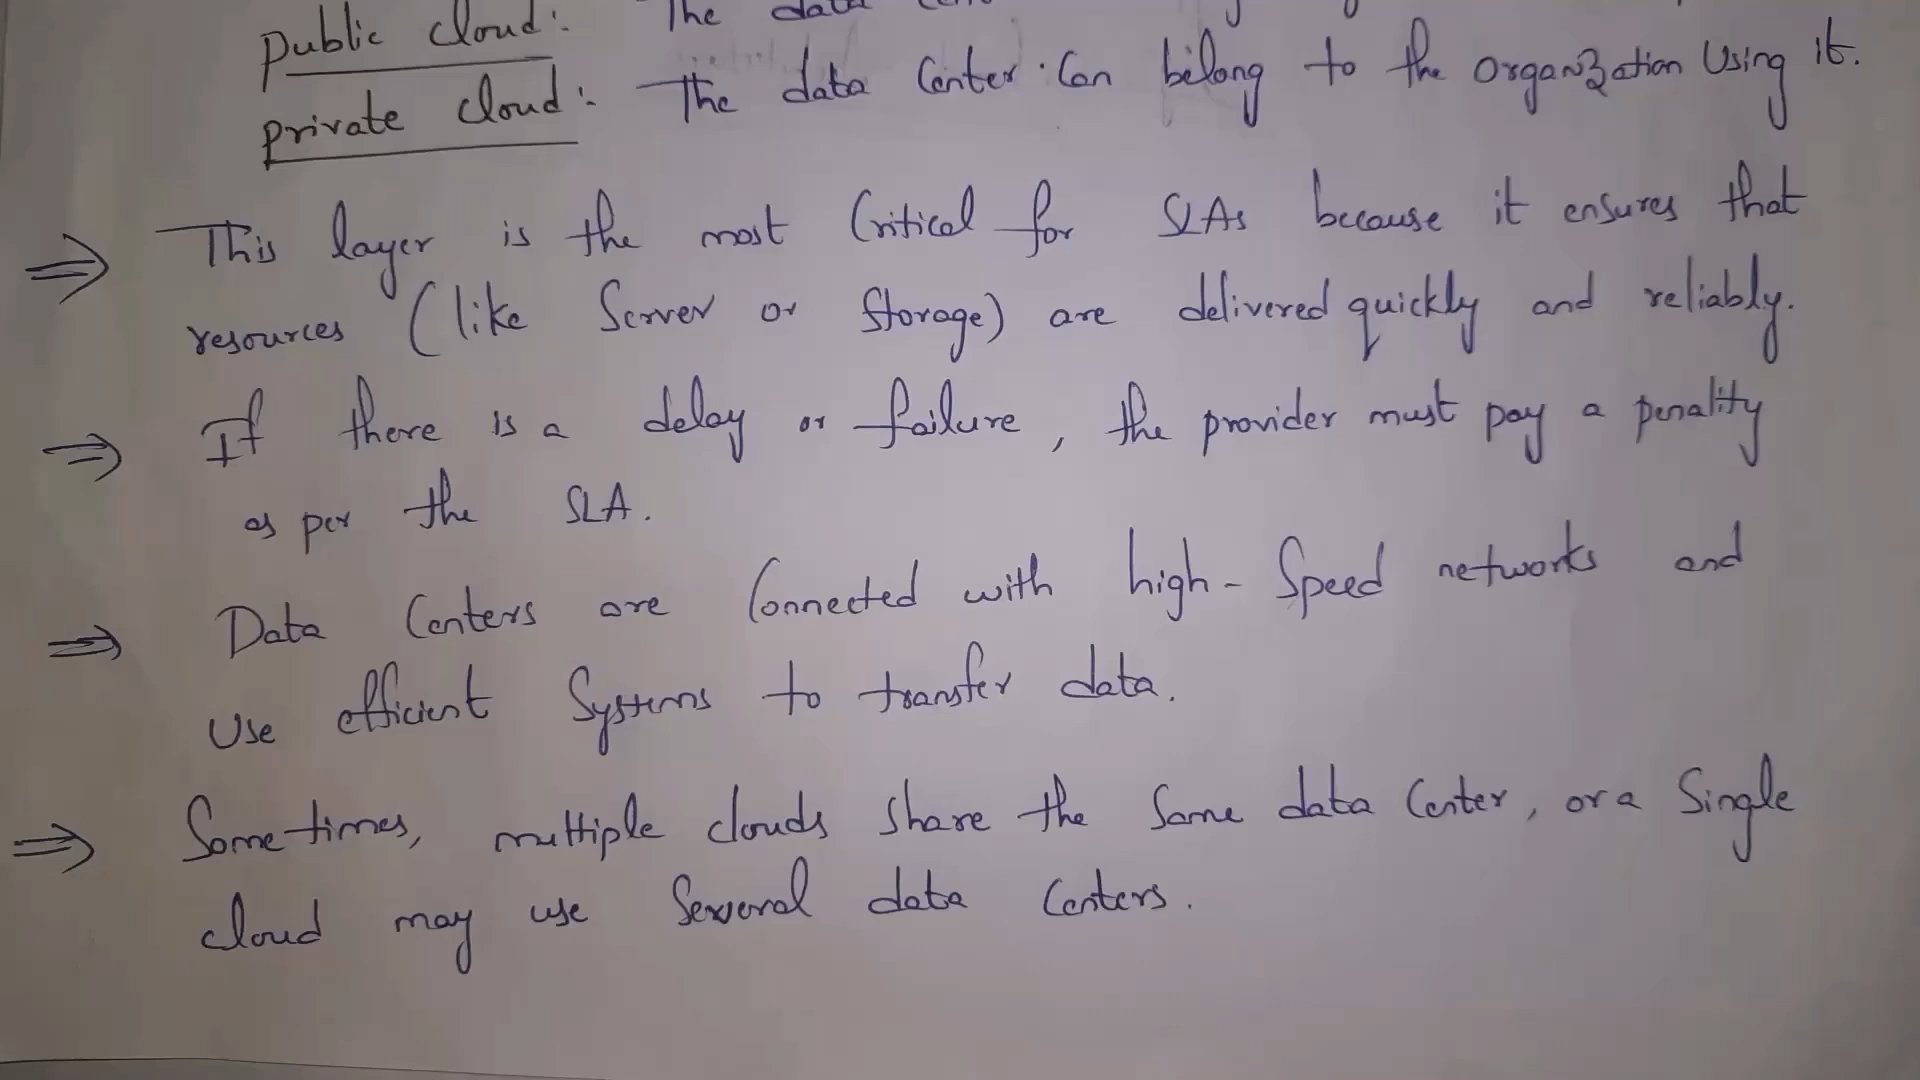 public cloud: The data
private cloud: The data Center can belong to the organization Using it.
⇒ This layer is the most Critical for SLAs because it ensures that
resources (like Server or Storage) are delivered quickly and reliably.
⇒ If there is a delay or failure, the provider must pay a penality
as per the SLA.
⇒ Data Centers are Connected with high-Speed networks and
Use efficient Systems to transfer data.
⇒ Some times, multiple clouds share the Same data Center, or a Single
cloud may use Several data Centers.